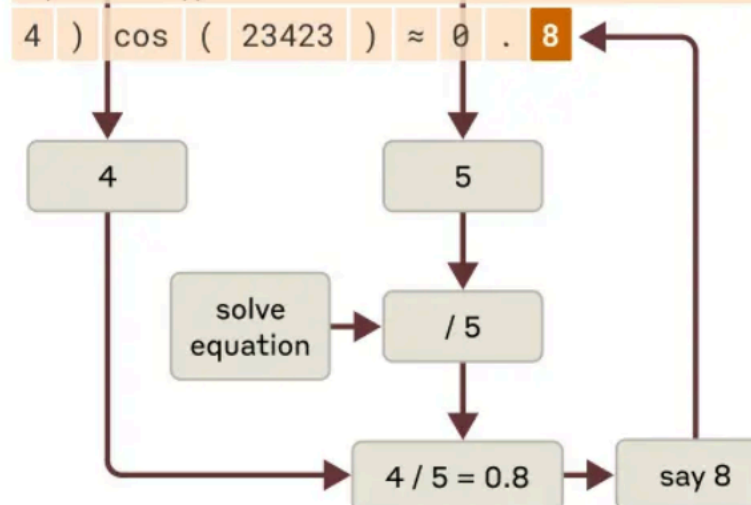 4 ) cos ( 23423 ) ≈ 0 . 8
4
5
solve
equation
/ 5
4 / 5 = 0.8
say 8